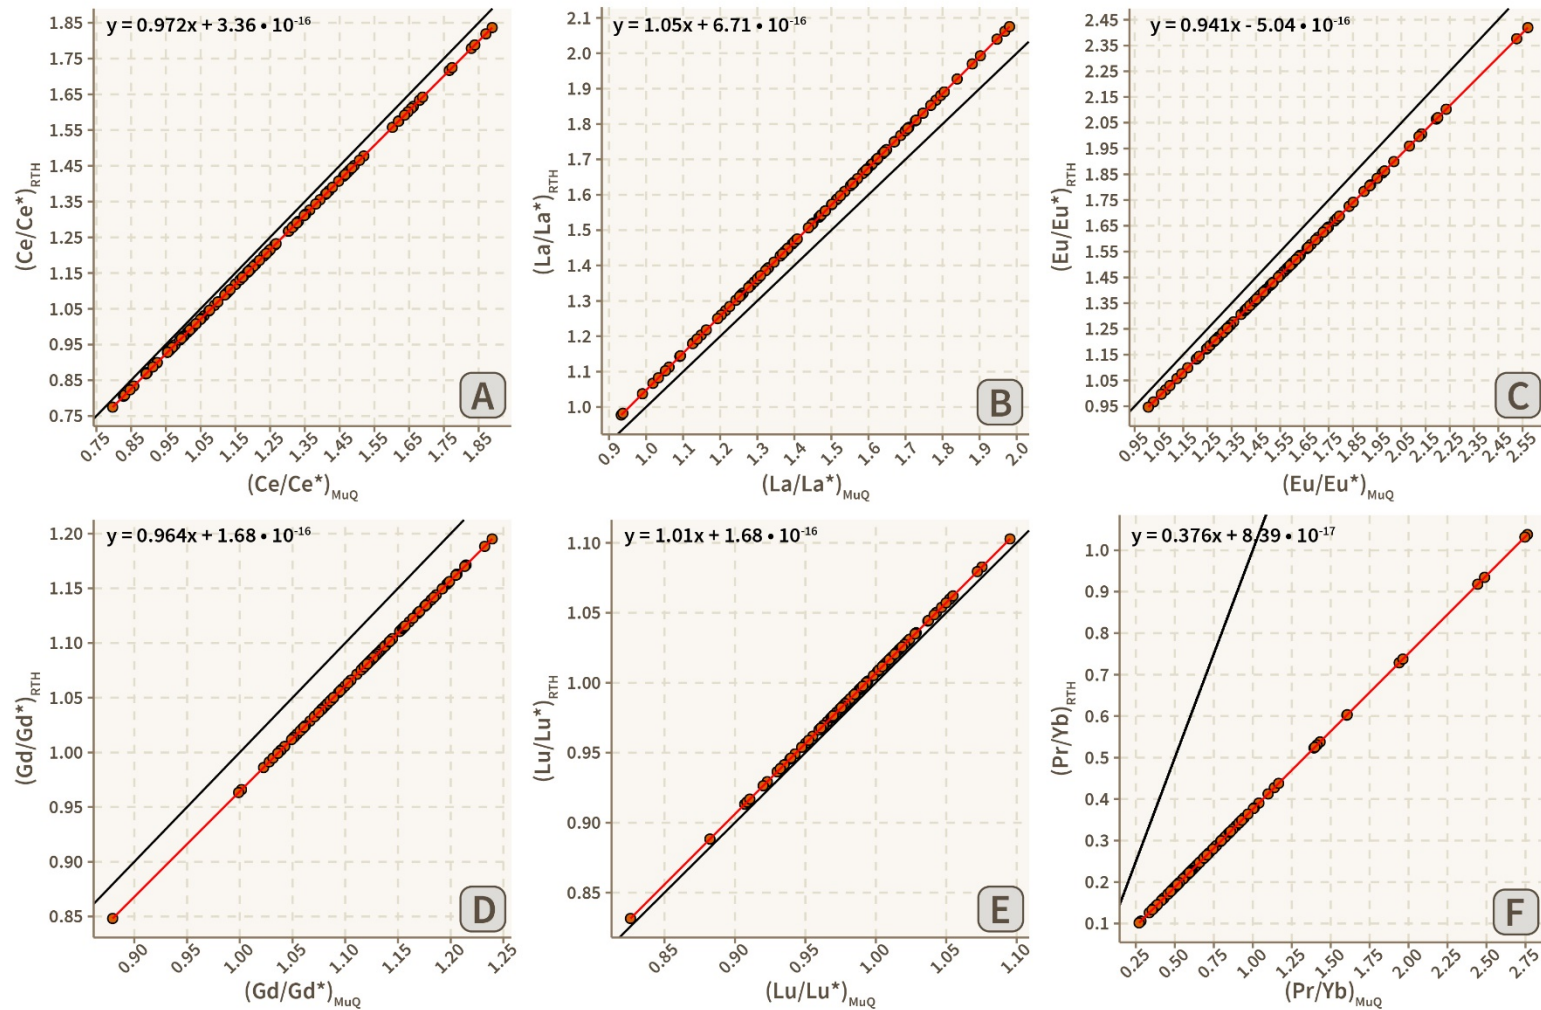 y = 0.972x + 3.36 • 10⁻¹⁶
1.85
1.75
1.65
1.55
1.45
1.35
1.25
1.15
1.05
0.95
0.85
0.75
(Ce/Ce*)RTH
0.75 0.85 0.95 1.05 1.15 1.25 1.35 1.45 1.55 1.65 1.75 1.85
(Ce/Ce*)MuQ
A
y = 1.05x + 6.71 • 10⁻¹⁶
2.1
2.0
1.9
1.8
1.7
1.6
1.5
1.4
1.3
1.2
1.1
1.0
(La/La*)RTH
0.9 1.0 1.1 1.2 1.3 1.4 1.5 1.6 1.7 1.8 1.9 2.0
(La/La*)MuQ
B
y = 0.941x - 5.04 • 10⁻¹⁶
2.45
2.35
2.25
2.15
2.05
1.95
1.85
1.75
1.65
1.55
1.45
1.35
1.25
1.15
1.05
0.95
(Eu/Eu*)RTH
0.95 1.05 1.15 1.25 1.35 1.45 1.55 1.65 1.75 1.85 1.95 2.05 2.15 2.25 2.35 2.45 2.55
(Eu/Eu*)MuQ
C
y = 0.964x + 1.68 • 10⁻¹⁶
1.20
1.15
1.10
1.05
1.00
0.95
0.90
0.85
(Gd/Gd*)RTH
0.90 0.95 1.00 1.05 1.10 1.15 1.20 1.25
(Gd/Gd*)MuQ
D
y = 1.01x + 1.68 • 10⁻¹⁶
1.10
1.05
1.00
0.95
0.90
0.85
(Lu/Lu*)RTH
0.85 0.90 0.95 1.00 1.05 1.10
(Lu/Lu*)MuQ
E
y = 0.376x + 8.39 • 10⁻¹⁷
1.0
0.9
0.8
0.7
0.6
0.5
0.4
0.3
0.2
0.1
(Pr/Yb)RTH
0.25 0.50 0.75 1.00 1.25 1.50 1.75 2.00 2.25 2.50 2.75
(Pr/Yb)MuQ
F